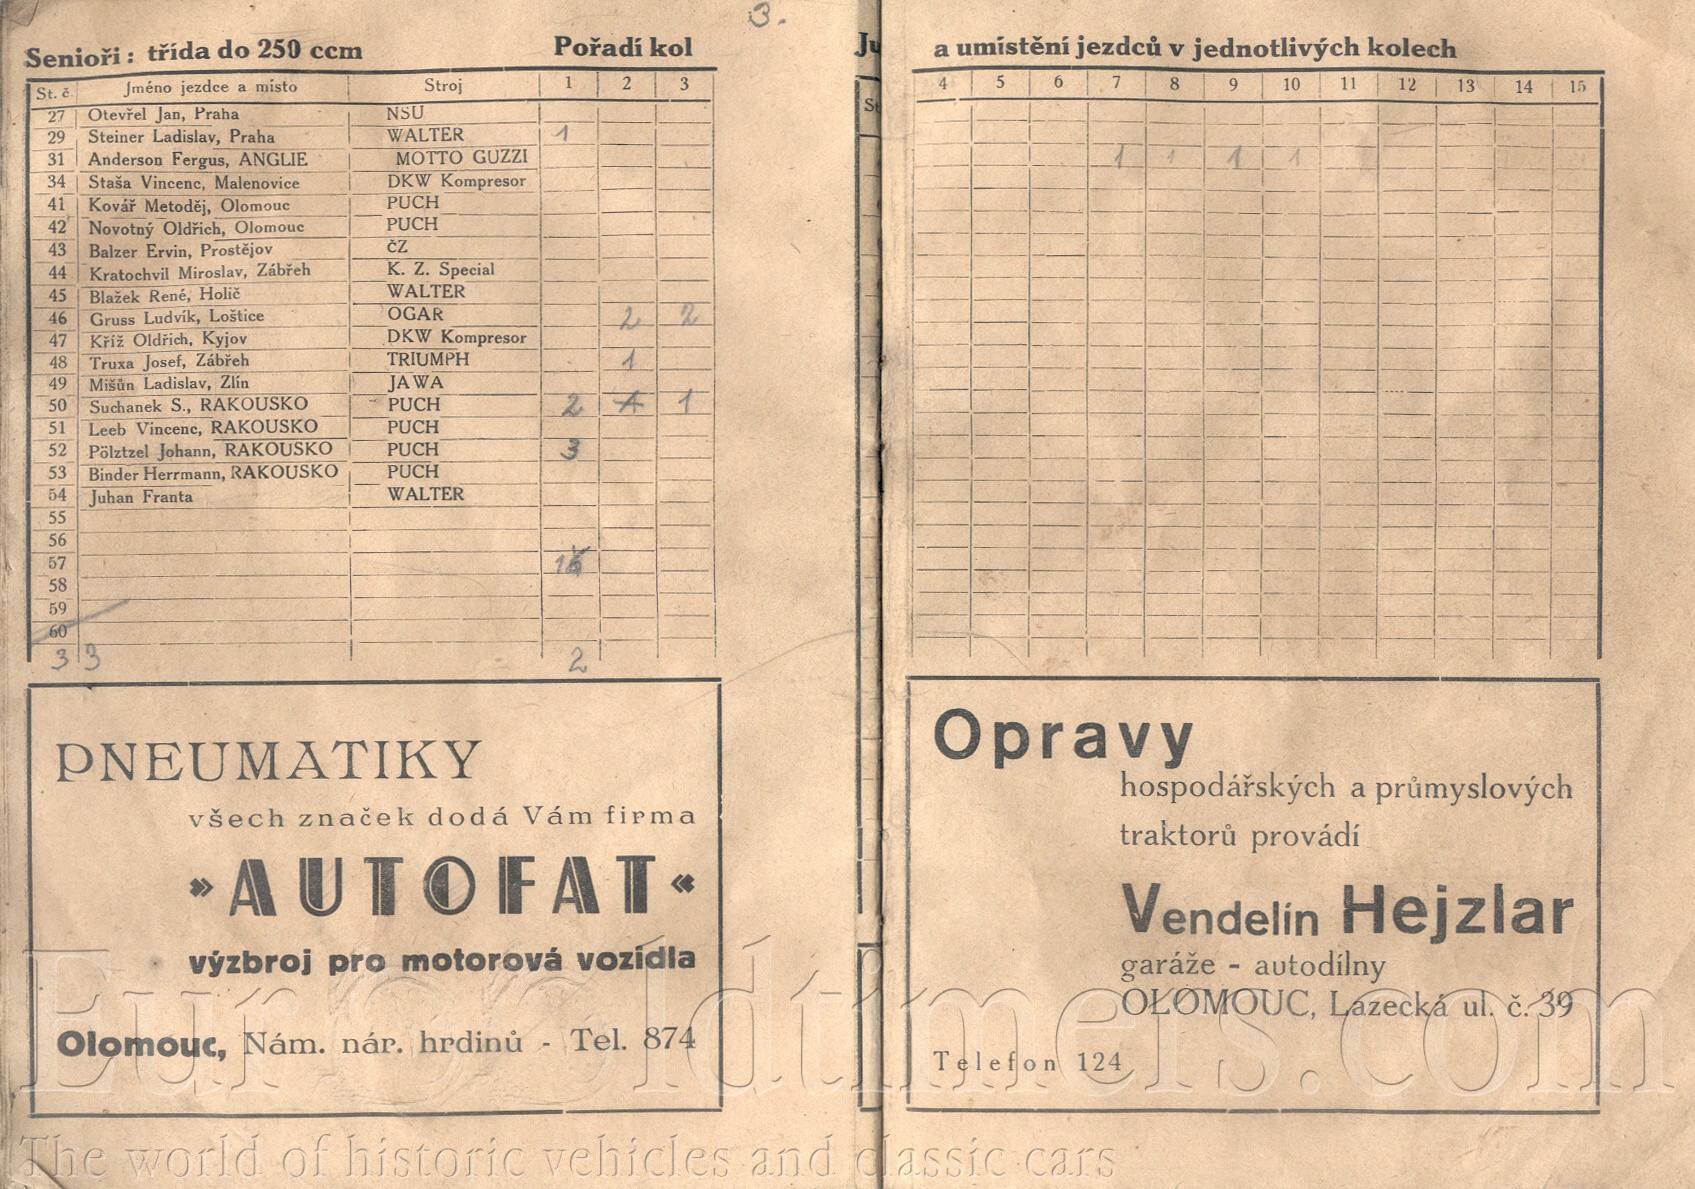 3.
Senioři: třída do 250 ccm Pořadí kol
St. č. Jméno jezdce a místo Stroj 1 2 3
27 Otevřel Jan, Praha NSU
29 Steiner Ladislav, Praha WALTER 1
31 Anderson Fergus, ANGLIE MOTTO GUZZI
34 Staša Vincenc, Malenovice DKW Kompresor
41 Kovář Metoděj, Olomouc PUCH
42 Novotný Oldřich, Olomouc PUCH
43 Balzer Ervin, Prostějov ČZ
44 Kratochvil Miroslav, Zábřeh K. Z. Special
45 Blažek René, Holič WALTER
46 Gruss Ludvík, Loštice OGAR 2 2
47 Kříž Oldřich, Kyjov DKW Kompresor
48 Truxa Josef, Zábřeh TRIUMPH 1
49 Mišůn Ladislav, Zlín JAWA
50 Suchanek S., RAKOUSKO PUCH 2 1 1
51 Leeb Vincenc, RAKOUSKO PUCH
52 Pölztzel Johann, RAKOUSKO PUCH 3
53 Binder Herrmann, RAKOUSKO PUCH
54 Juhan Franta WALTER
55
56
57
58
59
60
3 3 2
PNEUMATIKY
všech značek dodá Vám firma
»AUTOFAT«
výzbroj pro motorová vozidla
Olomouc, Nám. nár. hrdinů - Tel. 874
Ju
St
a umístění jezdců v jednotlivých kolech
4 5 6 7 8 9 10 11 12 13 14 15
1 1 1 1
Opravy
hospodářských a průmyslových
traktorů provádí
Vendelín Hejzlar
garáže - autodílny
OLOMOUC, Lazecká ul. č. 39
Telefon 124
EuroOldtimers.com
The world of historic vehicles and classic cars